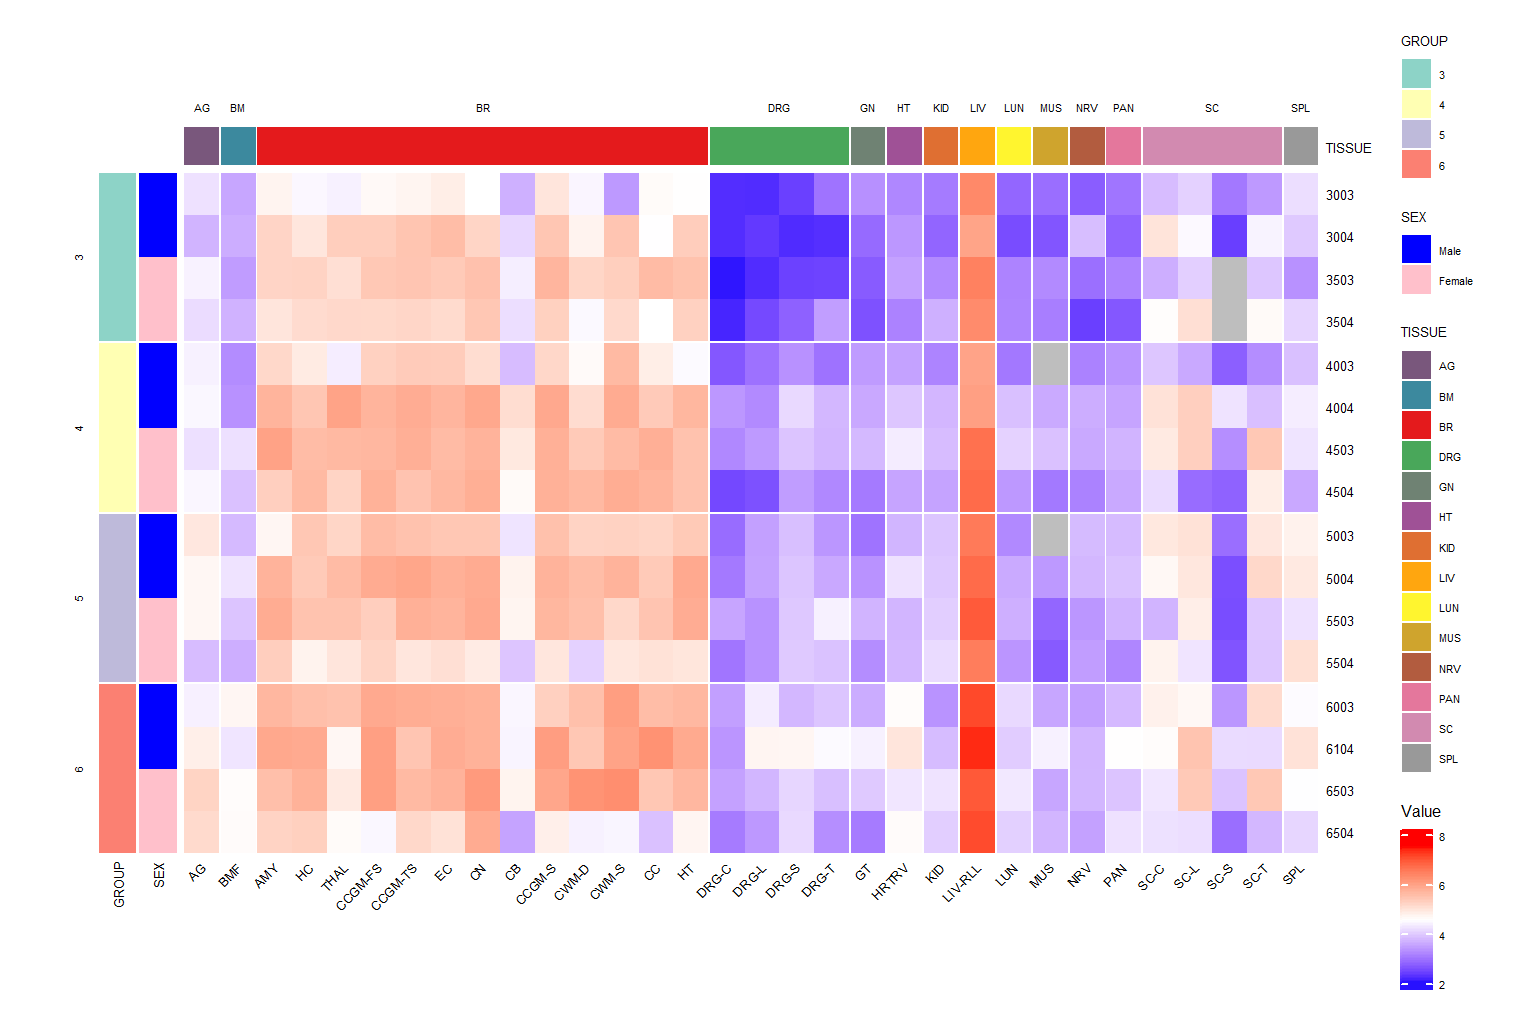 GROUP
3
4
5
6
AG BM BR DRG GN HT KID LIV LUN MUS NRV PAN SC SPL
TISSUE
3003
3004
3503
3504
4003
4004
4503
4504
5003
5004
5503
5504
6003
6104
6503
6504
3
4
5
6
GROUP SEX AG BMF AMY HC THAL CCGM-FS CCGM-TS EC ON CB CCGM-S CWM-D CWM-S CC HT DRG-C DRG-L DRG-S DRG-T GT HRTRV KID LIV-RLL LUN MUS NRV PAN SC-C SC-L SC-S SC-T SPL
SEX
Male
Female
TISSUE
AG
BM
BR
DRG
GN
HT
KID
LIV
LUN
MUS
NRV
PAN
SC
SPL
Value
8
6
4
2